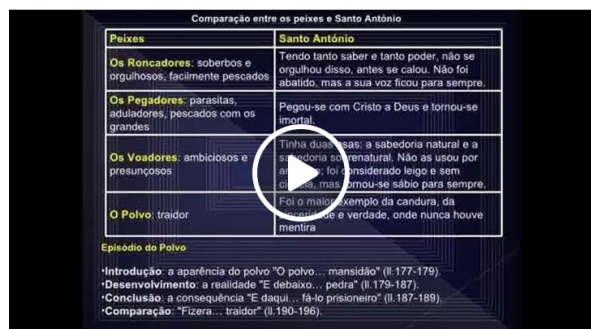 Comparação entre os peixes e Santo António
Peixes
Santo António
Os Roncadores: soberbos e
orgulhosos, facilmente pescados
Tendo tanto saber e tanto poder, não se
orgulhou disso, antes se calou. Não foi
abatido, mas a sua voz ficou para sempre.
Os Pegadores: parasitas,
aduladores, pescados com os
grandes
Pegou-se com Cristo a Deus e tornou-se
imortal.
Os Voadores: ambiciosos e
presunçosos
Tinha duas asas: a sabedoria natural e a
sabedoria sobrenatural. Não as usou por
foi considerado leigo e sem
mas tornou-se sábio para sempre.
O Polvo: traidor
Foi o maior exemplo da candura, da
sinceridade e verdade, onde nunca houve
mentira
Episódio do Polvo
•Introdução: a aparência do polvo "O polvo... mansidão" (ll.177-179).
•Desenvolvimento: a realidade "E debaixo... pedra" (ll.179-187).
•Conclusão: a consequência "E daqui... fá-lo prisioneiro" (ll.187-189).
•Comparação: "Fizera... traidor" (ll.190-196).